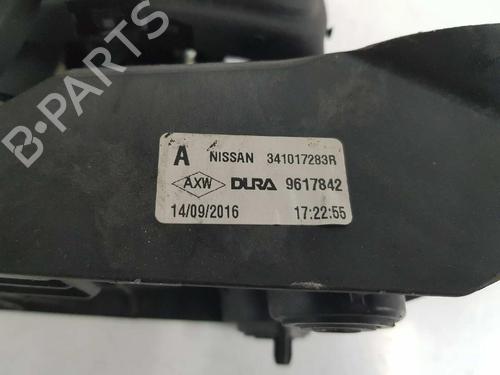 B-PARTS
A NISSAN 341017283R
AXW DURA 9617842
14/09/2016 17:22:55